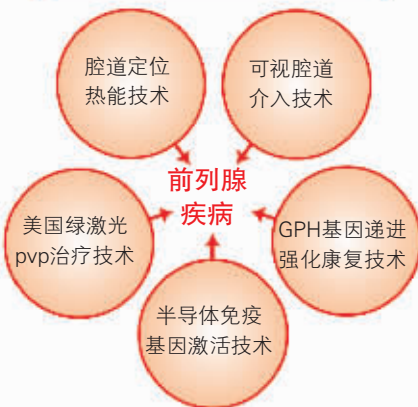 腔道定位
热能技术
可视腔道
介入技术
前列腺
疾病
美国绿激光
pvp治疗技术
GPH基因递进
强化康复技术
半导体免疫
基因激活技术